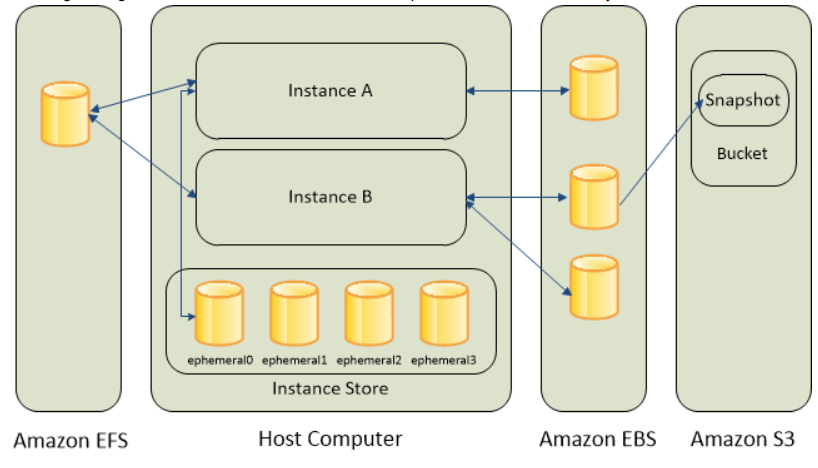 Instance A
Snapshot
Bucket
Instance B
ephemeral0 ephemeral1 ephemeral2 ephemeral3
Instance Store
Amazon EFS Host Computer Amazon EBS Amazon S3